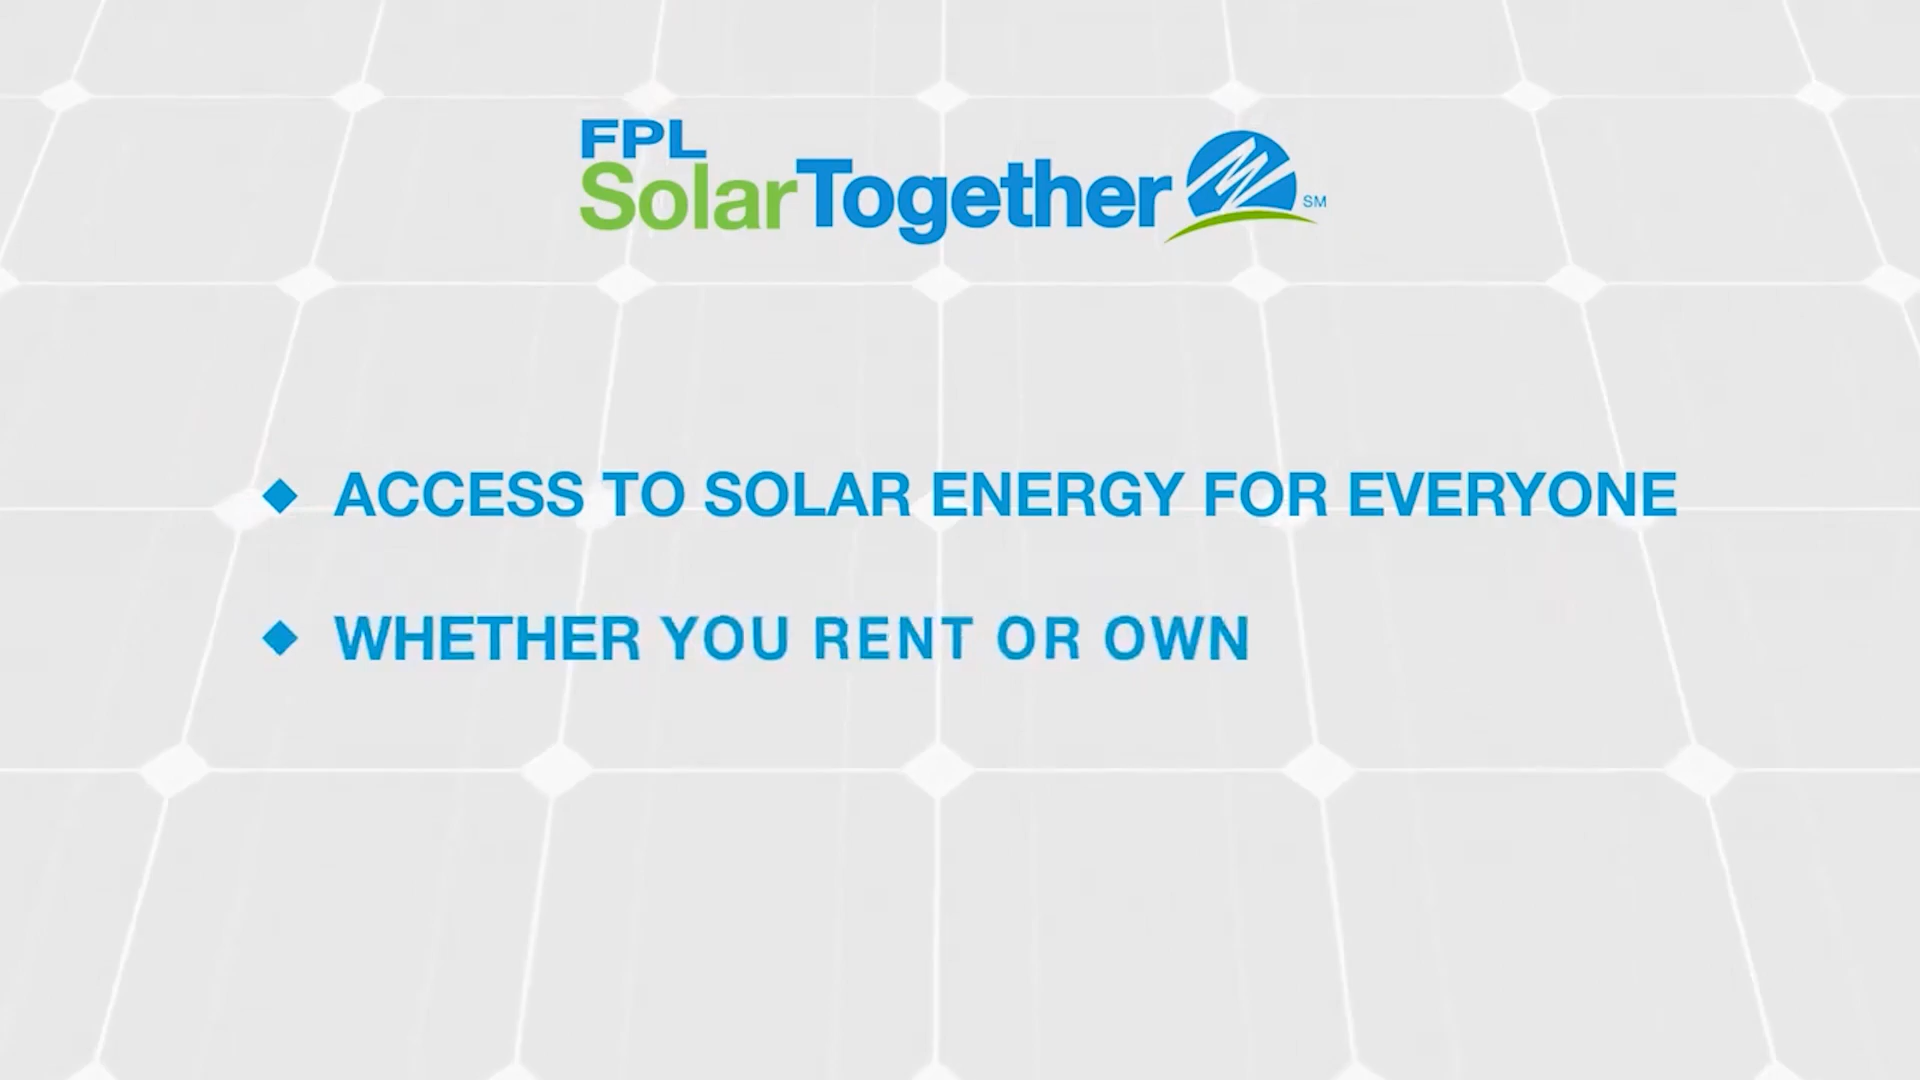 FPL
SolarTogether SM
ACCESS TO SOLAR ENERGY FOR EVERYONE
WHETHER YOU RENT OR OWN